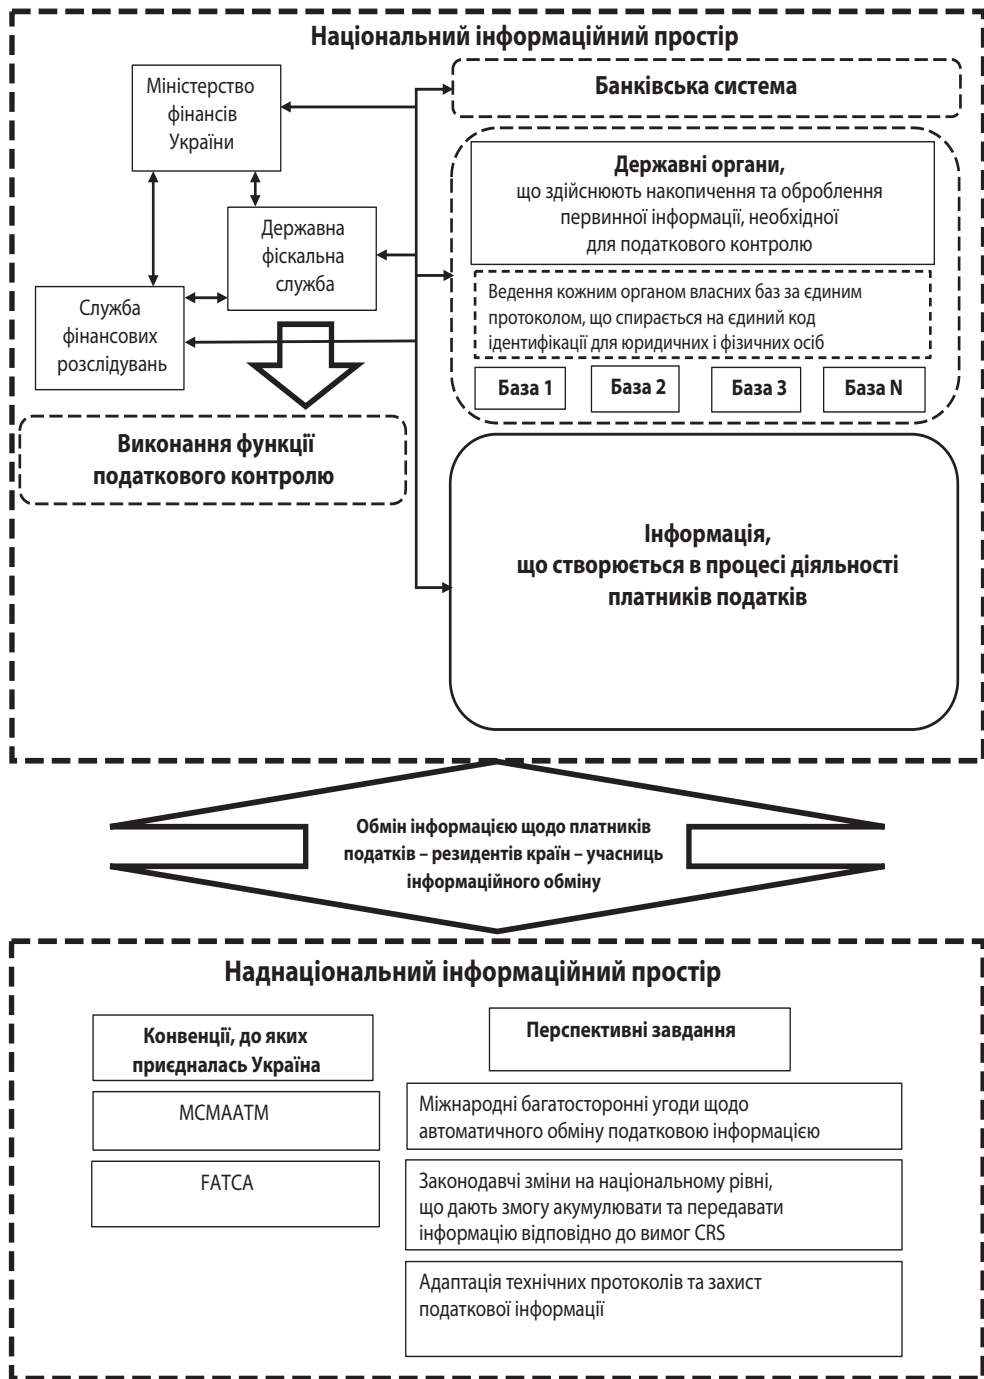 Національний інформаційний простір
Міністерство
фінансів
України
Державна
фіскальна
служба
Служба
фінансових
розслідувань
Виконання функції
податкового контролю
Банківська система
Державні органи,
що здійснюють накопичення та оброблення
первинної інформації, необхідної
для податкового контролю
Ведення кожним органом власних баз за єдиним
протоколом, що спирається на єдиний код
ідентифікації для юридичних і фізичних осіб
База 1
База 2
База 3
База N
Інформація,
що створюється в процесі діяльності
платників податків
Обмін інформацією щодо платників
податків – резидентів країн – учасниць
інформаційного обміну
Наднаціональний інформаційний простір
Конвенції, до яких
приєдналась Україна
MCMAATM
FATCA
Перспективні завдання
Міжнародні багатосторонні угоди щодо
автоматичного обміну податковою інформацією
Законодавчі зміни на національному рівні,
що дають змогу акумулювати та передавати
інформацію відповідно до вимог CRS
Адаптація технічних протоколів та захист
податкової інформації